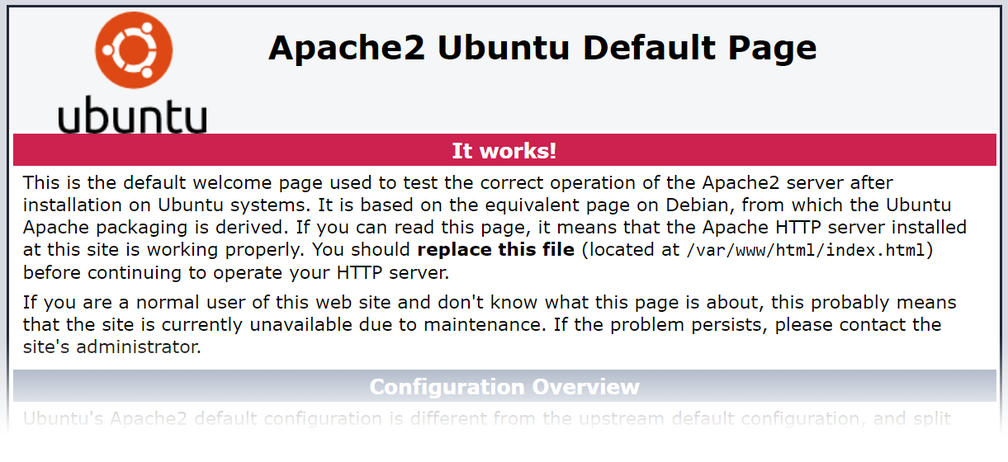 Apache2 Ubuntu Default Page
ubuntu
It works!
This is the default welcome page used to test the correct operation of the Apache2 server after
installation on Ubuntu systems. It is based on the equivalent page on Debian, from which the Ubuntu
Apache packaging is derived. If you can read this page, it means that the Apache HTTP server installed
at this site is working properly. You should replace this file (located at /var/www/html/index.html)
before continuing to operate your HTTP server.
If you are a normal user of this web site and don't know what this page is about, this probably means
that the site is currently unavailable due to maintenance. If the problem persists, please contact the
site's administrator.
Configuration Overview
Ubuntu's Apache2 default configuration is different from the upstream default configuration, and split